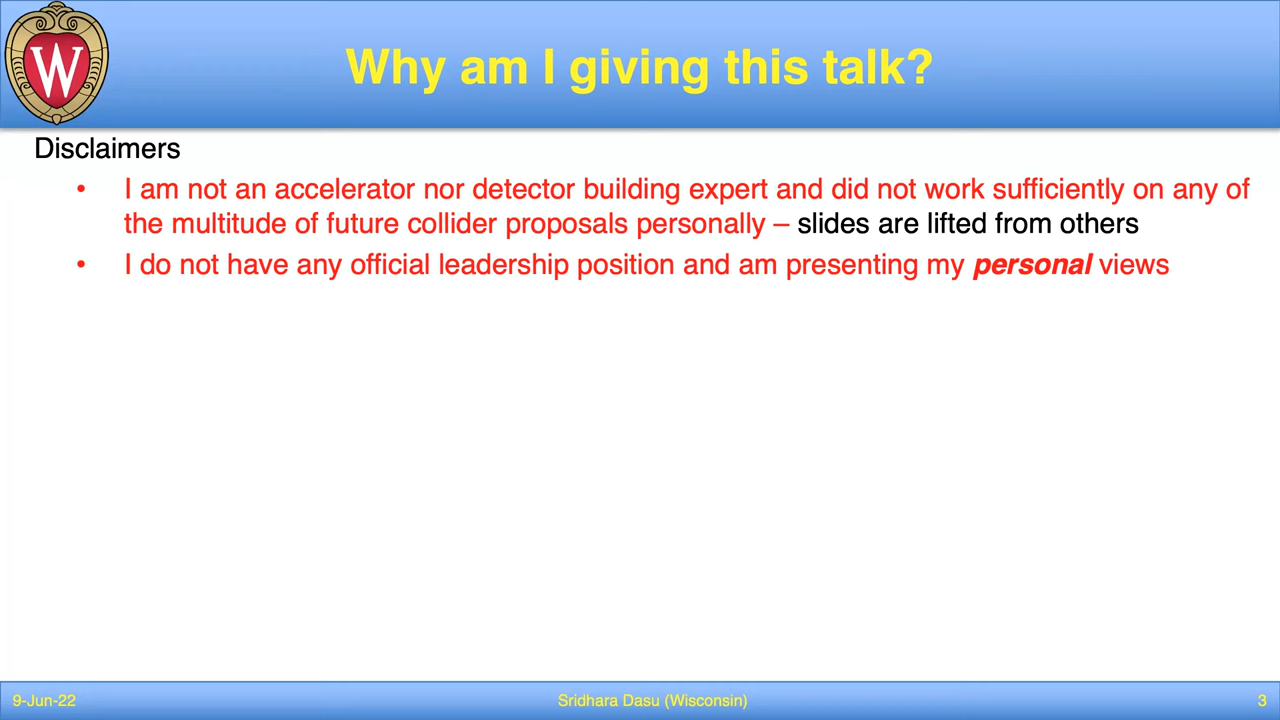 W
Why am I giving this talk?
Disclaimers
• I am not an accelerator nor detector building expert and did not work sufficiently on any of
the multitude of future collider proposals personally – slides are lifted from others
• I do not have any official leadership position and am presenting my personal views
9-Jun-22
Sridhara Dasu (Wisconsin)
3